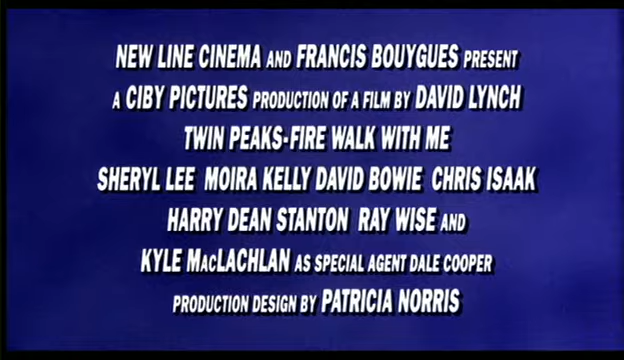 NEW LINE CINEMA AND FRANCIS BOUYGUES PRESENT
A CIBY PICTURES PRODUCTION OF A FILM BY DAVID LYNCH
TWIN PEAKS-FIRE WALK WITH ME
SHERYL LEE MOIRA KELLY DAVID BOWIE CHRIS ISAAK
HARRY DEAN STANTON RAY WISE AND
KYLE MACLACHLAN AS SPECIAL AGENT DALE COOPER
PRODUCTION DESIGN BY PATRICIA NORRIS